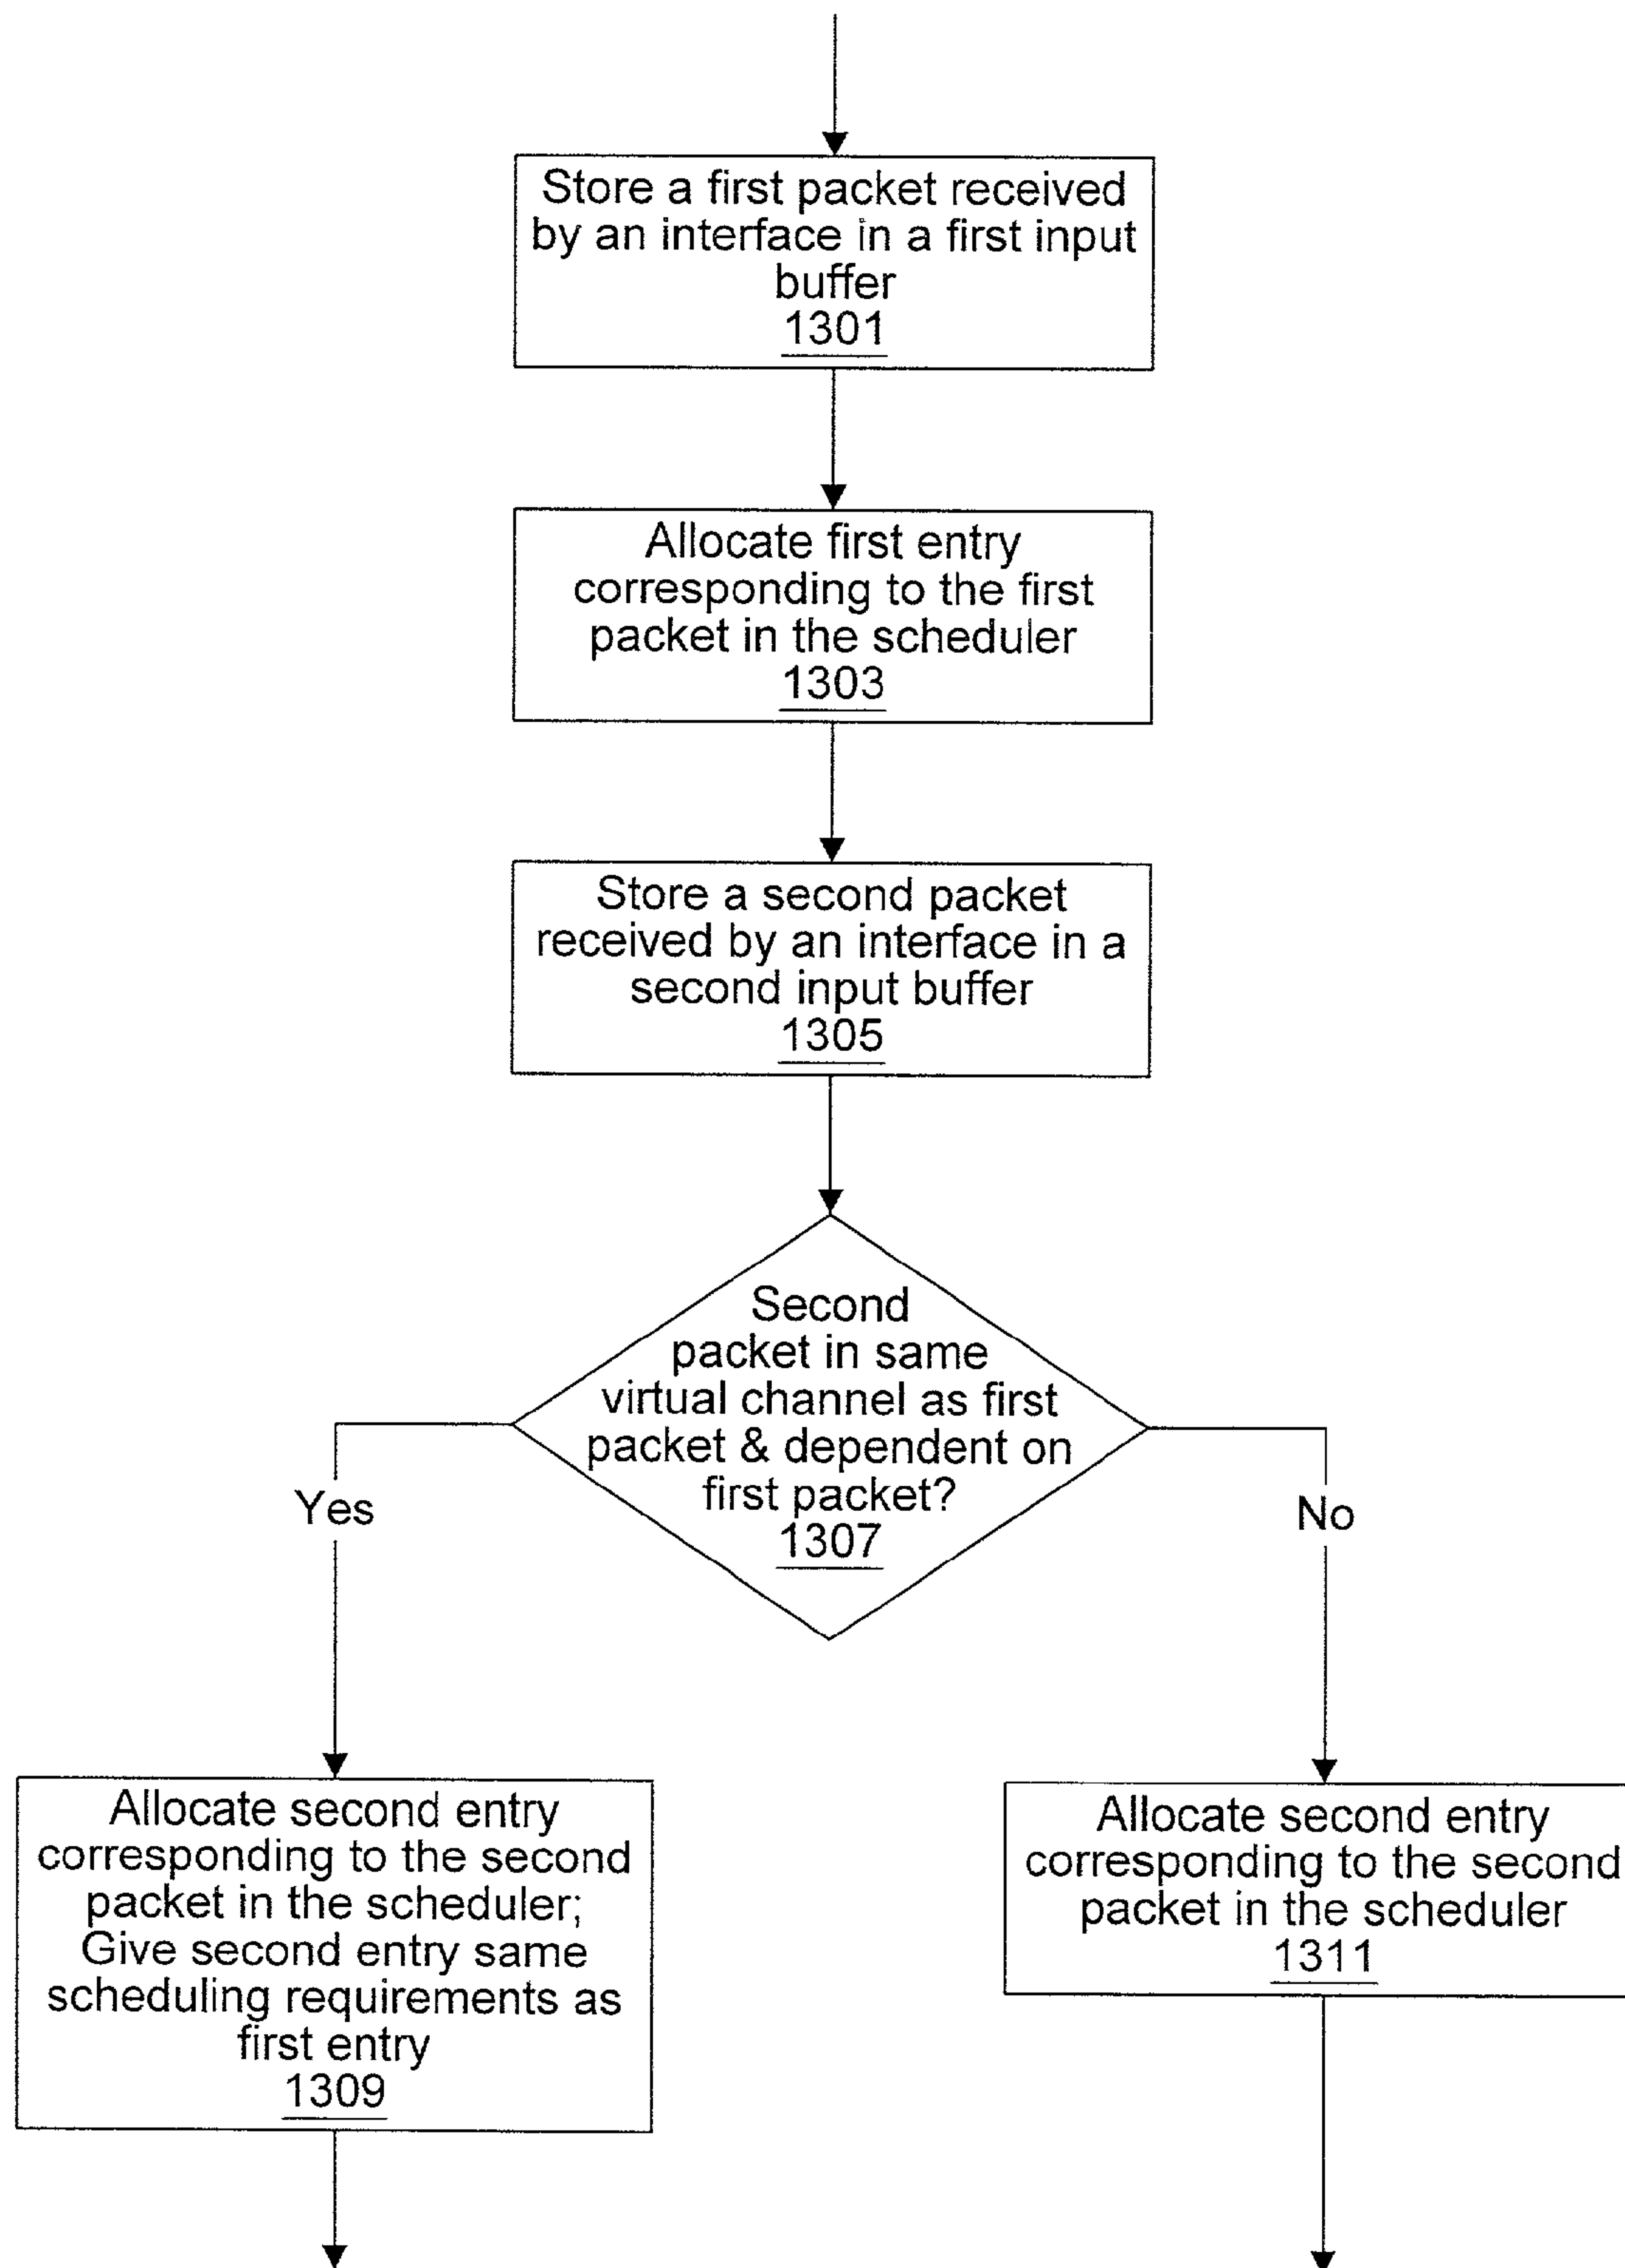 Store a first packet received
by an interface in a first input
buffer
1301
Allocate first entry
corresponding to the first
packet in the scheduler
1303
Store a second packet
received by an interface in a
second input buffer
1305
Second
packet in same
virtual channel as first
packet & dependent on
first packet?
1307
Yes
No
Allocate second entry
corresponding to the second
packet in the scheduler;
Give second entry same
scheduling requirements as
first entry
1309
Allocate second entry
corresponding to the second
packet in the scheduler
1311